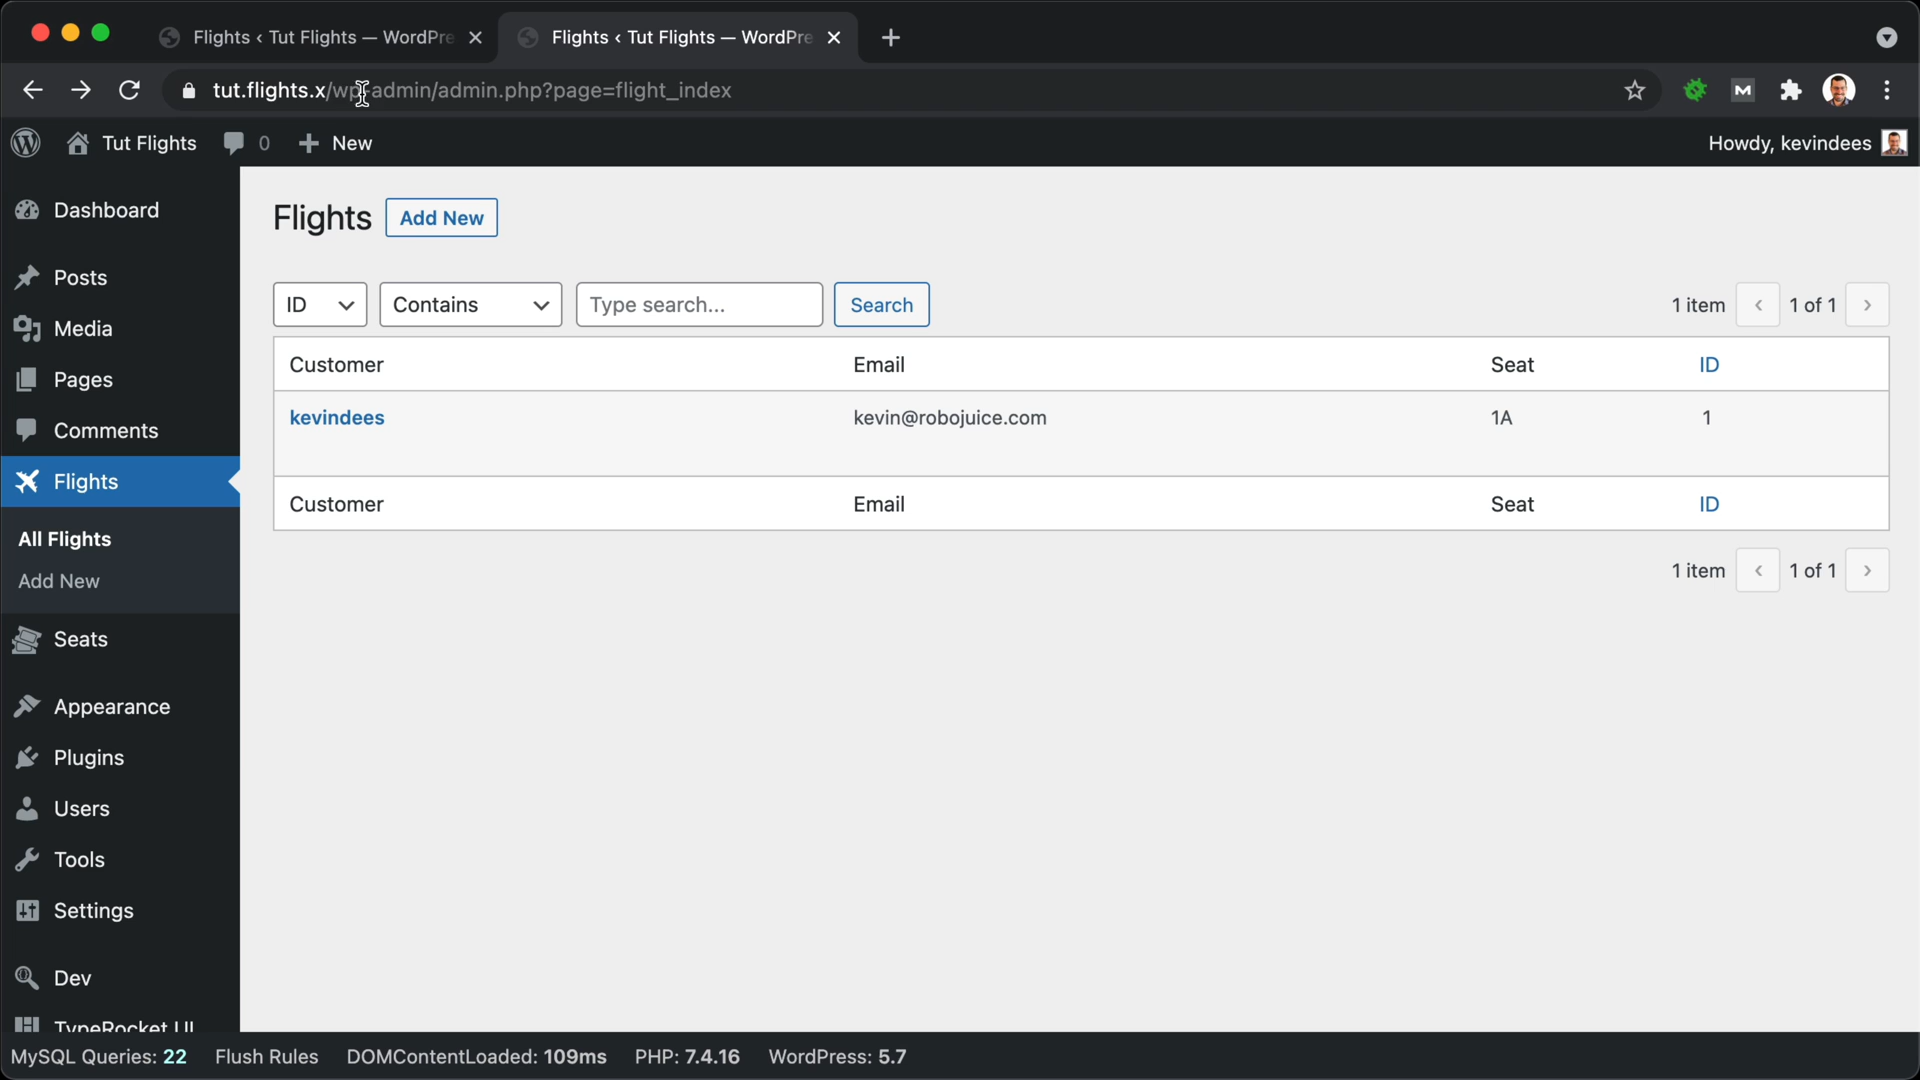 Flights ‹ Tut Flights — WordPre
Flights ‹ Tut Flights — WordPre
tut.flights.x/wp-admin/admin.php?page=flight_index
Tut Flights
0
New
Howdy, kevindees
Dashboard
Posts
Media
Pages
Comments
Flights
All Flights
Add New
Seats
Appearance
Plugins
Users
Tools
Settings
Dev
TypeRocket UI
Flights
Add New
ID
Contains
Type search...
Search
1 item
‹
1 of 1
›
Customer Email Seat ID
kevindees kevin@robojuice.com 1A 1
Customer Email Seat ID
1 item
‹
1 of 1
›
MySQL Queries: 22 Flush Rules DOMContentLoaded: 109ms PHP: 7.4.16 WordPress: 5.7